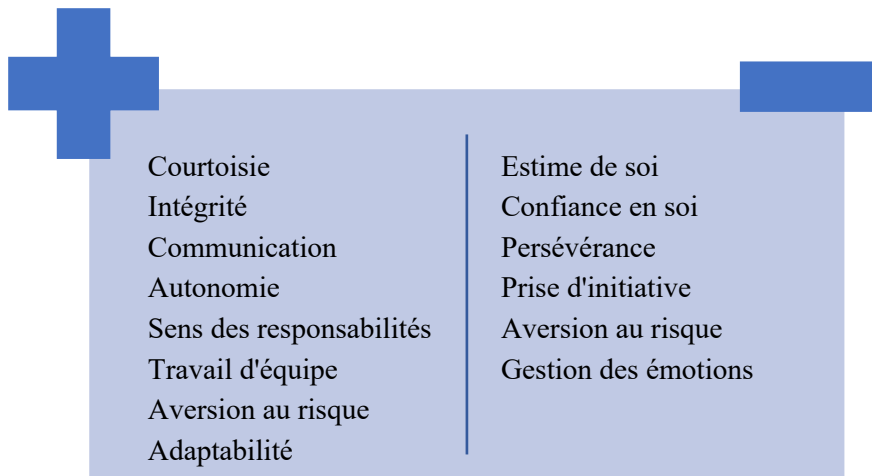 Courtoisie
Intégrité
Communication
Autonomie
Sens des responsabilités
Travail d'équipe
Aversion au risque
Adaptabilité
Estime de soi
Confiance en soi
Persévérance
Prise d'initiative
Aversion au risque
Gestion des émotions